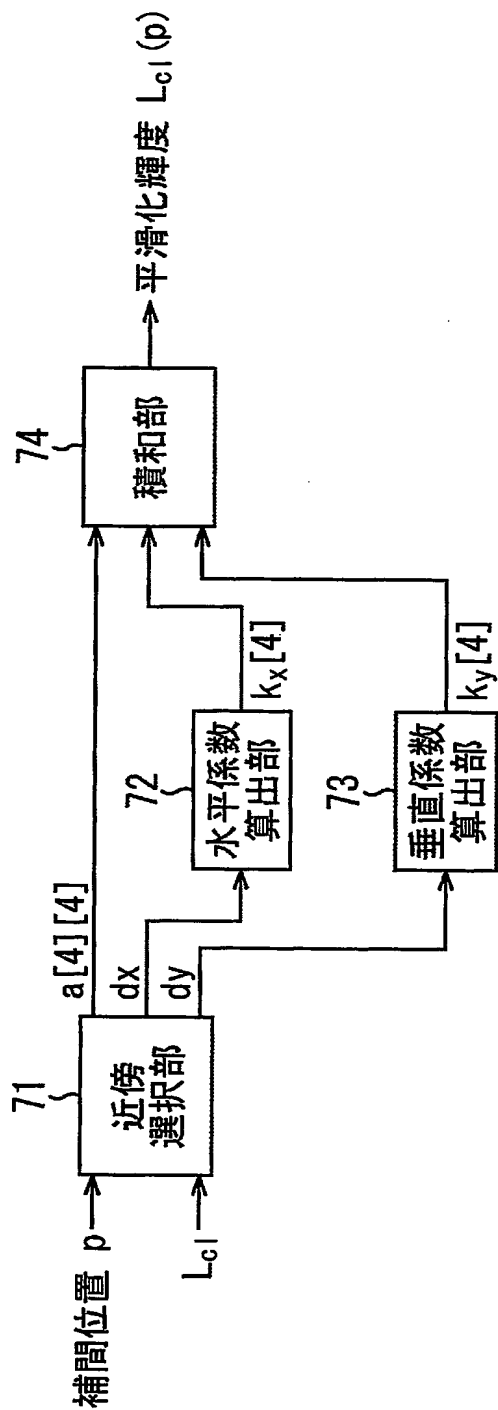 補間位置 p
L_cl
71
近傍
選択部
a[4][4]
dx
dy
72
水平係数
算出部
k_x[4]
73
垂直係数
算出部
k_y[4]
74
積和部
平滑化輝度 L_cl(p)